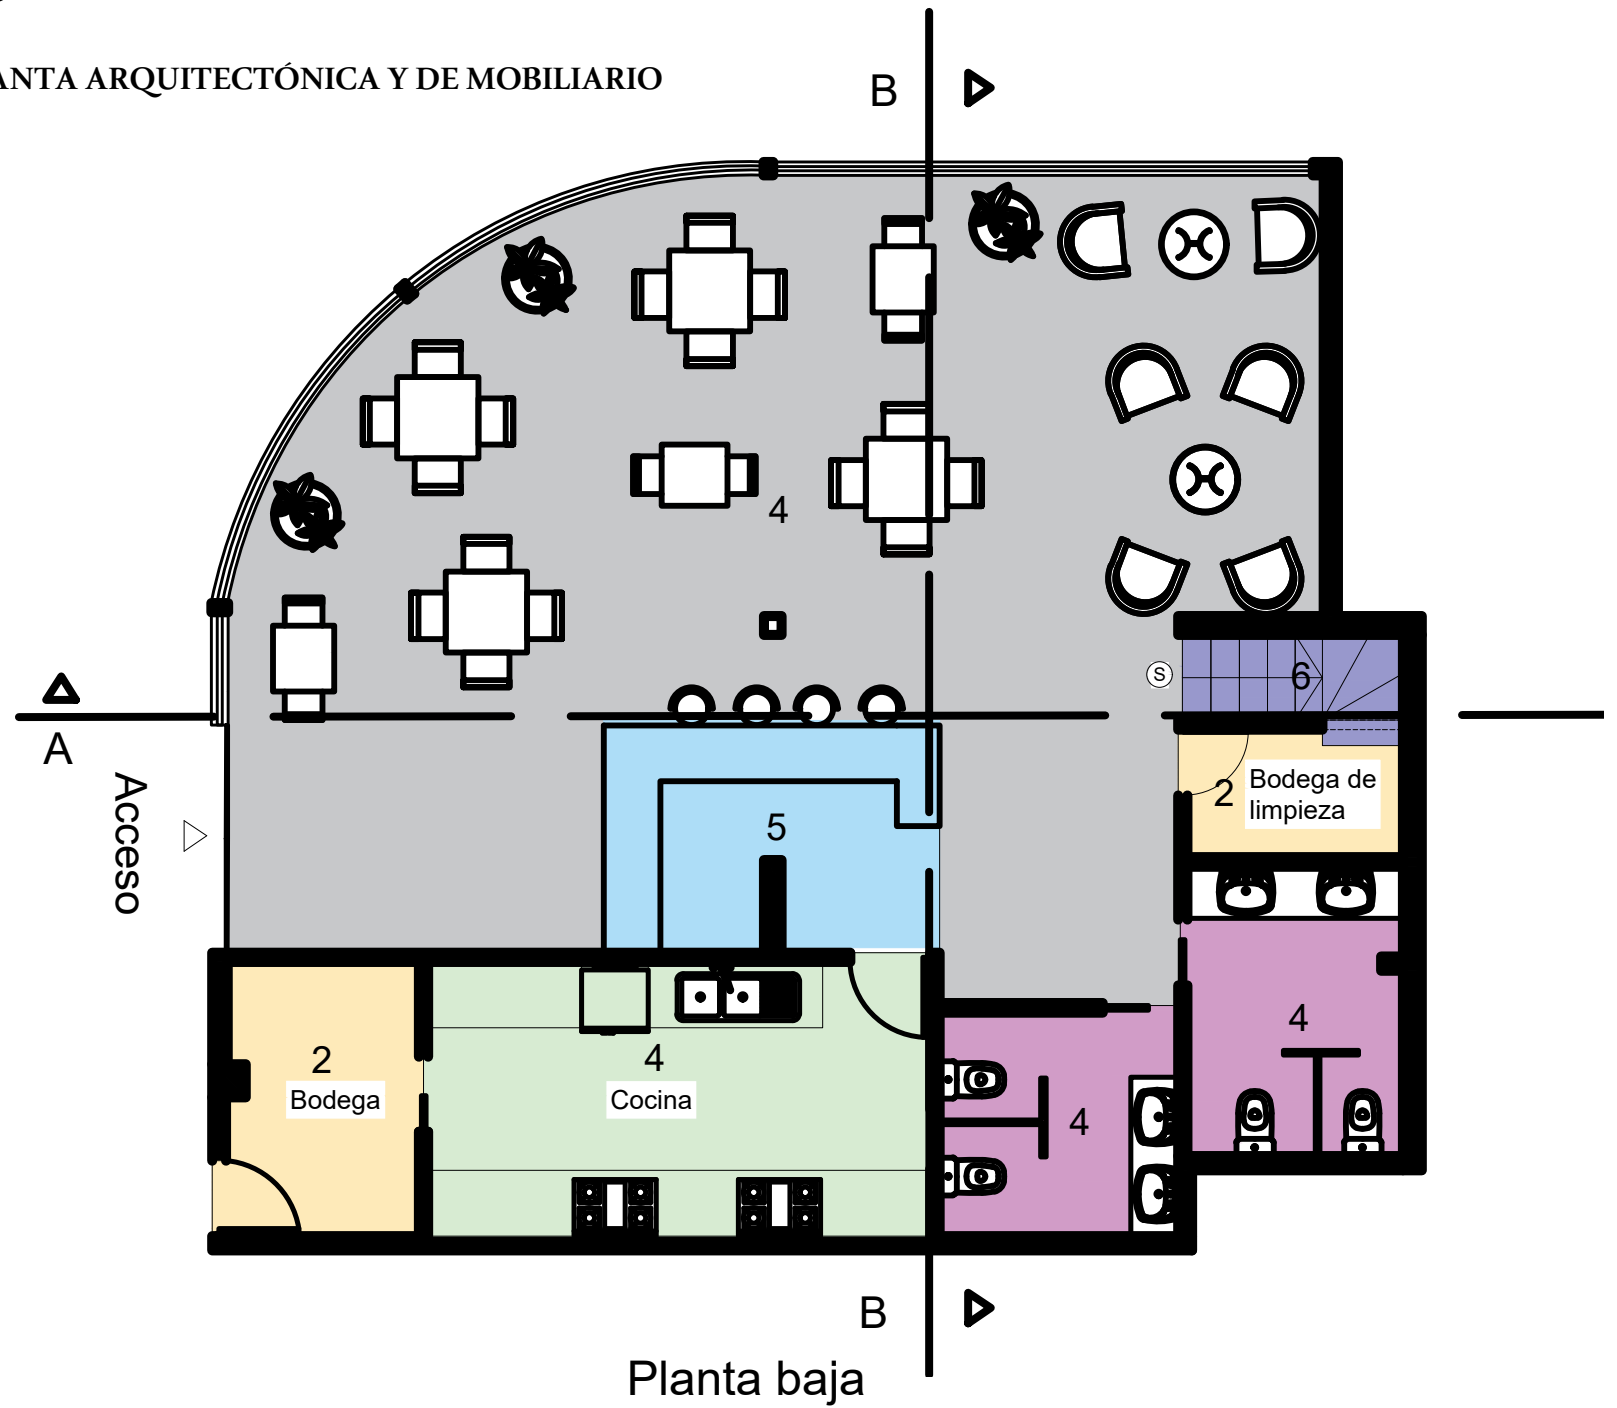 ANTA ARQUITECTÓNICA Y DE MOBILIARIO
B
4
S
6
A
Acceso
2
Bodega de
limpieza
5
4
2
Bodega
4
Cocina
4
B
Planta baja